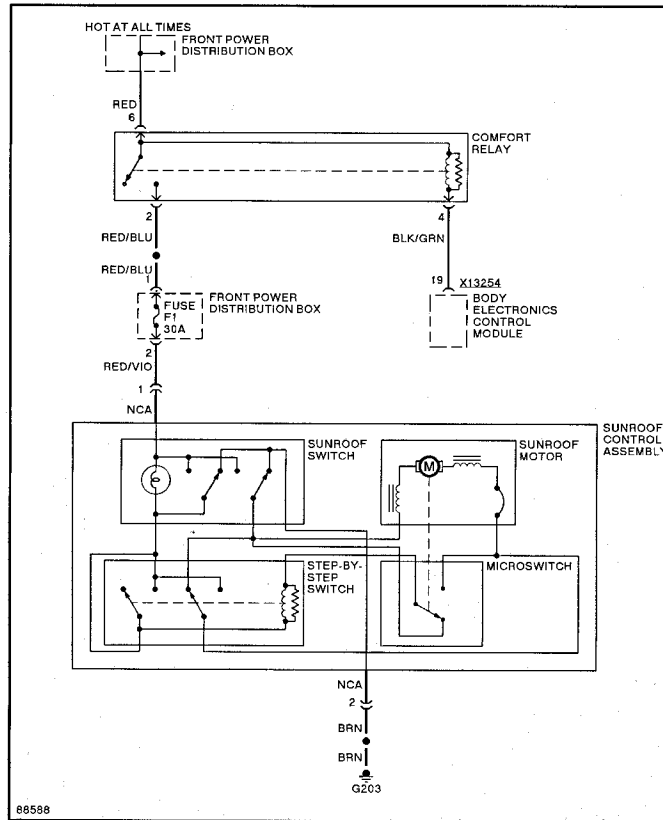 HOT AT ALL TIMES
FRONT POWER
DISTRIBUTION BOX
RED
6
COMFORT
RELAY
2
4
RED/BLU
BLK/GRN
RED/BLU
1
19 X13254
FUSE
F1
30A
FRONT POWER
DISTRIBUTION BOX
BODY
ELECTRONICS
CONTROL
MODULE
2
RED/VIO
1
NCA
SUNROOF
CONTROL
ASSEMBLY
SUNROOF
SWITCH
SUNROOF
MOTOR
M
STEP-BY-
STEP
SWITCH
MICROSWITCH
NCA
2
BRN
BRN
G203
88588